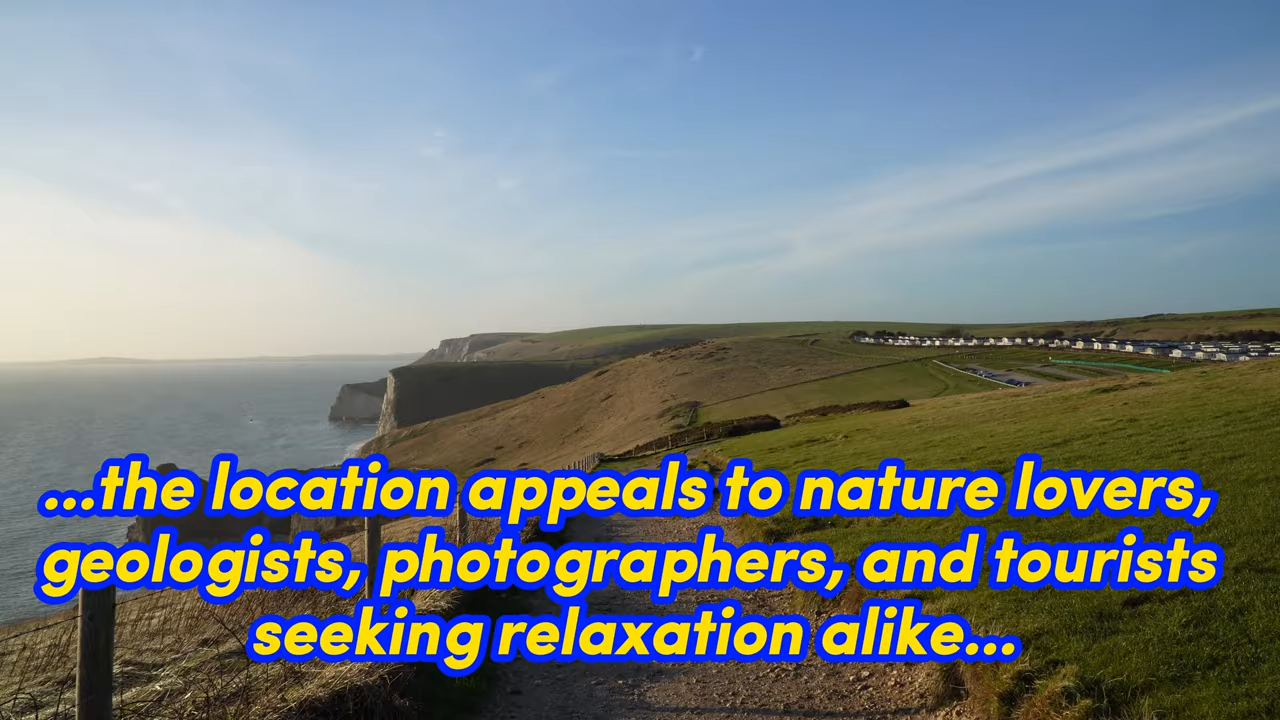 ...the location appeals to nature lovers,
geologists, photographers, and tourists
seeking relaxation alike...